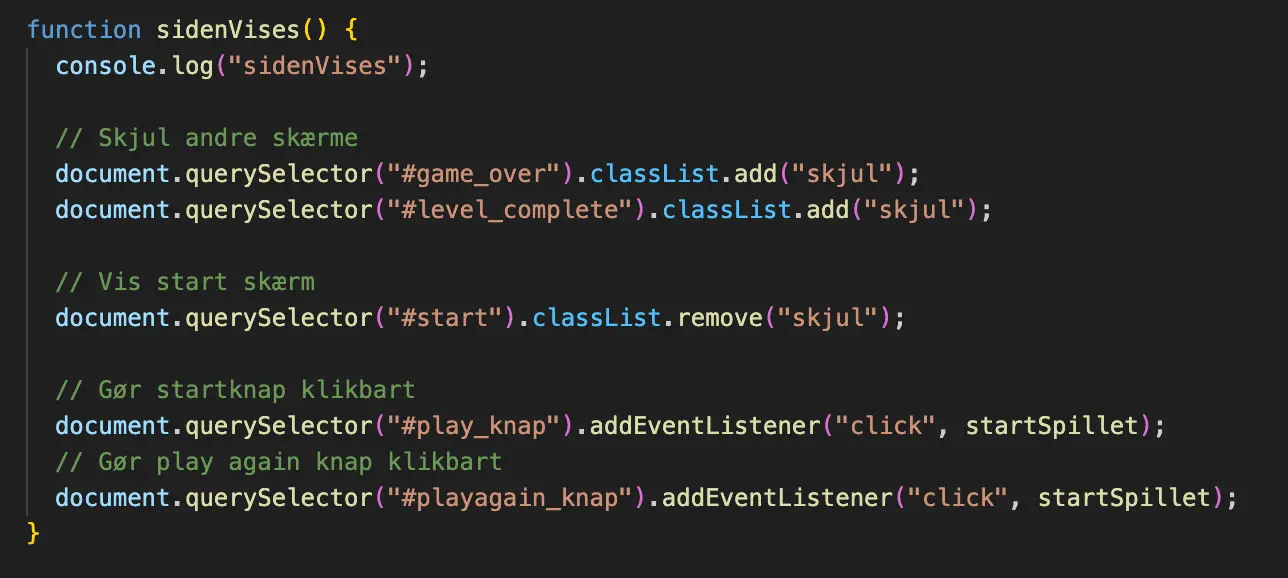 function sidenVises() {
  console.log("sidenVises");
  // Skjul andre skærme
  document.querySelector("#game_over").classList.add("skjul");
  document.querySelector("#level_complete").classList.add("skjul");
  // Vis start skærm
  document.querySelector("#start").classList.remove("skjul");
  // Gør startknap klikbart
  document.querySelector("#play_knap").addEventListener("click", startSpillet);
  // Gør play again knap klikbart
  document.querySelector("#playagain_knap").addEventListener("click", startSpillet);
}